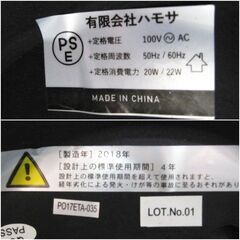 PS
E
有限会社ハモサ
+定格電圧 : 100V AC
+定格周波数 : 50Hz / 60Hz
+定格消費電力 : 20W / 22W
MADE IN CHINA
[製造年] 2018年
[設計上の標準使用期間] 4年
設計上の標準使用期間を超えて使用されますと、
経年劣化による発火・けが等の事故に至るおそれがあり
PO17ETA-035
LOT.No.01
PASS